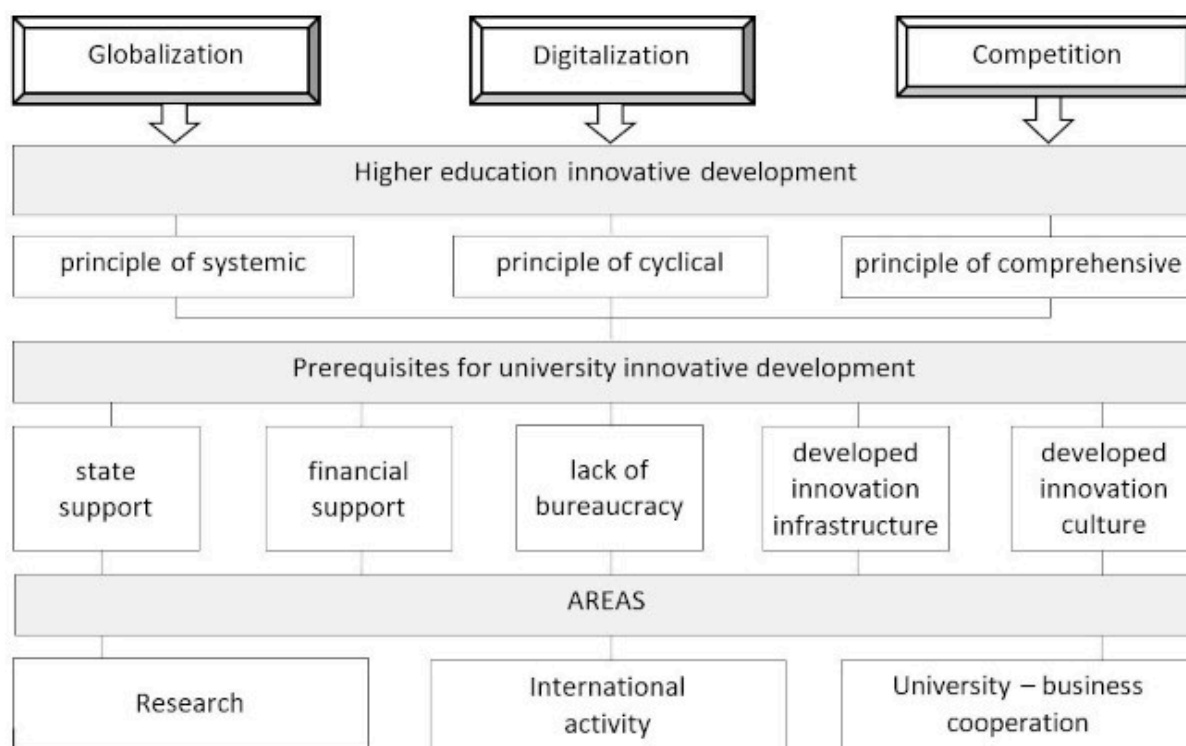 Globalization
Digitalization
Competition
Higher education innovative development
principle of systemic
principle of cyclical
principle of comprehensive
Prerequisites for university innovative development
state
support
financial
support
lack of
bureaucracy
developed
innovation
infrastructure
developed
innovation
culture
AREAS
Research
International
activity
University – business
cooperation